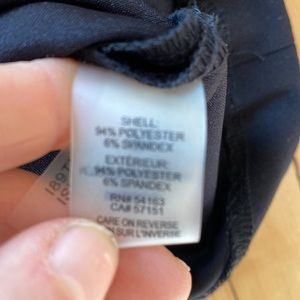 SHELL:
94% POLYESTER
6% SPANDEX
EXTÉRIEUR:
94% POLYESTER
6% SPANDEX
RN# 54163
CA# 57151
CARE ON REVERSE
SUR L'INVERSE